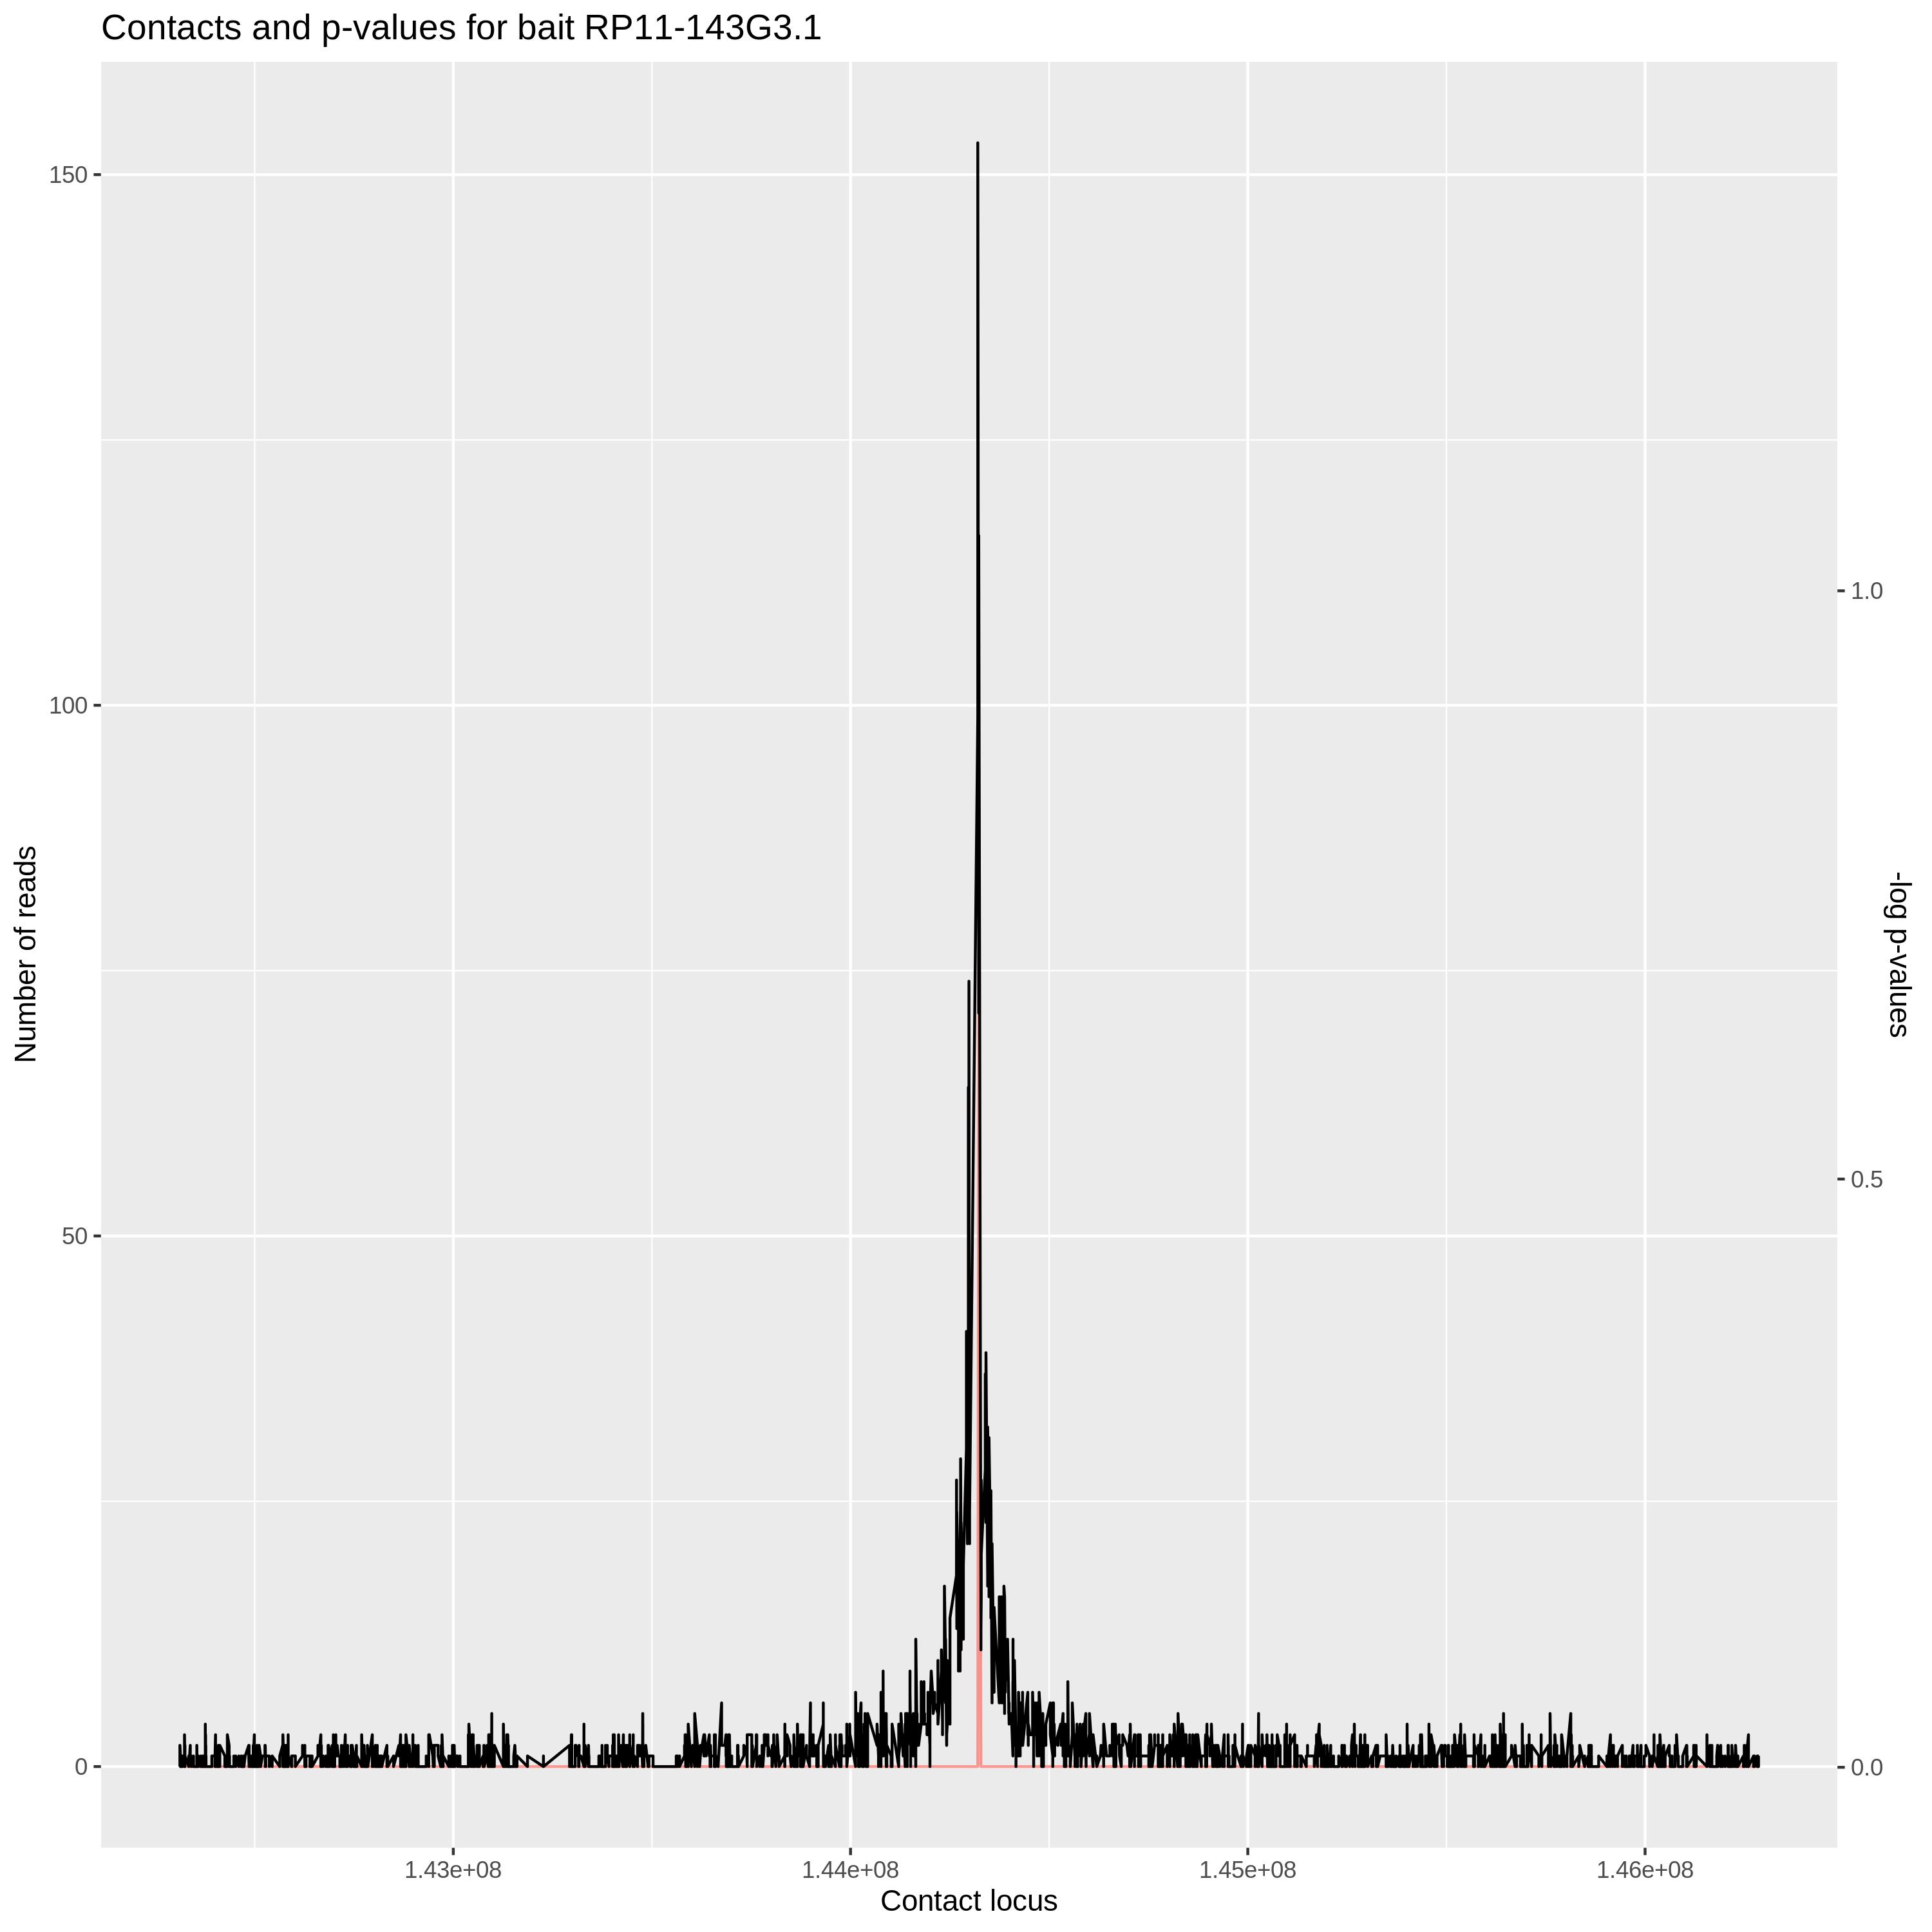 Contacts and p-values for bait RP11-143G3.1
150
100
50
0
Number of reads
1.0
0.5
0.0
-log p-values
1.43e+08
1.44e+08
1.45e+08
1.46e+08
Contact locus